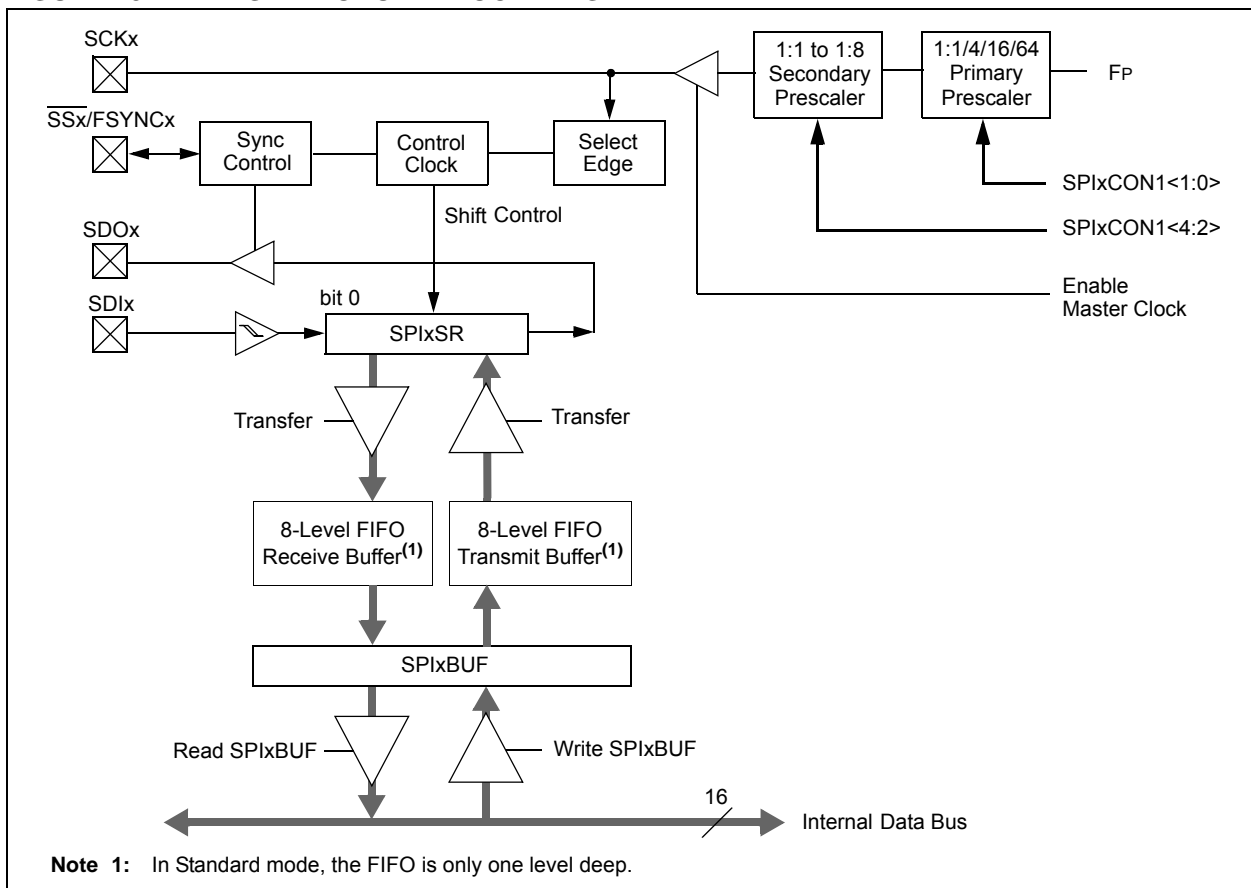 SCKx
1:1 to 1:8
Secondary
Prescaler
1:1/4/16/64
Primary
Prescaler
FP
SSx/FSYNCx
Sync
Control
Control
Clock
Select
Edge
SPIxCON1<1:0>
Shift Control
SPIxCON1<4:2>
SDOx
Enable
Master Clock
SDIx
bit 0
SPIxSR
Transfer
Transfer
8-Level FIFO
Receive Buffer(1)
8-Level FIFO
Transmit Buffer(1)
SPIxBUF
Read SPIxBUF
Write SPIxBUF
16
Internal Data Bus
Note 1: In Standard mode, the FIFO is only one level deep.